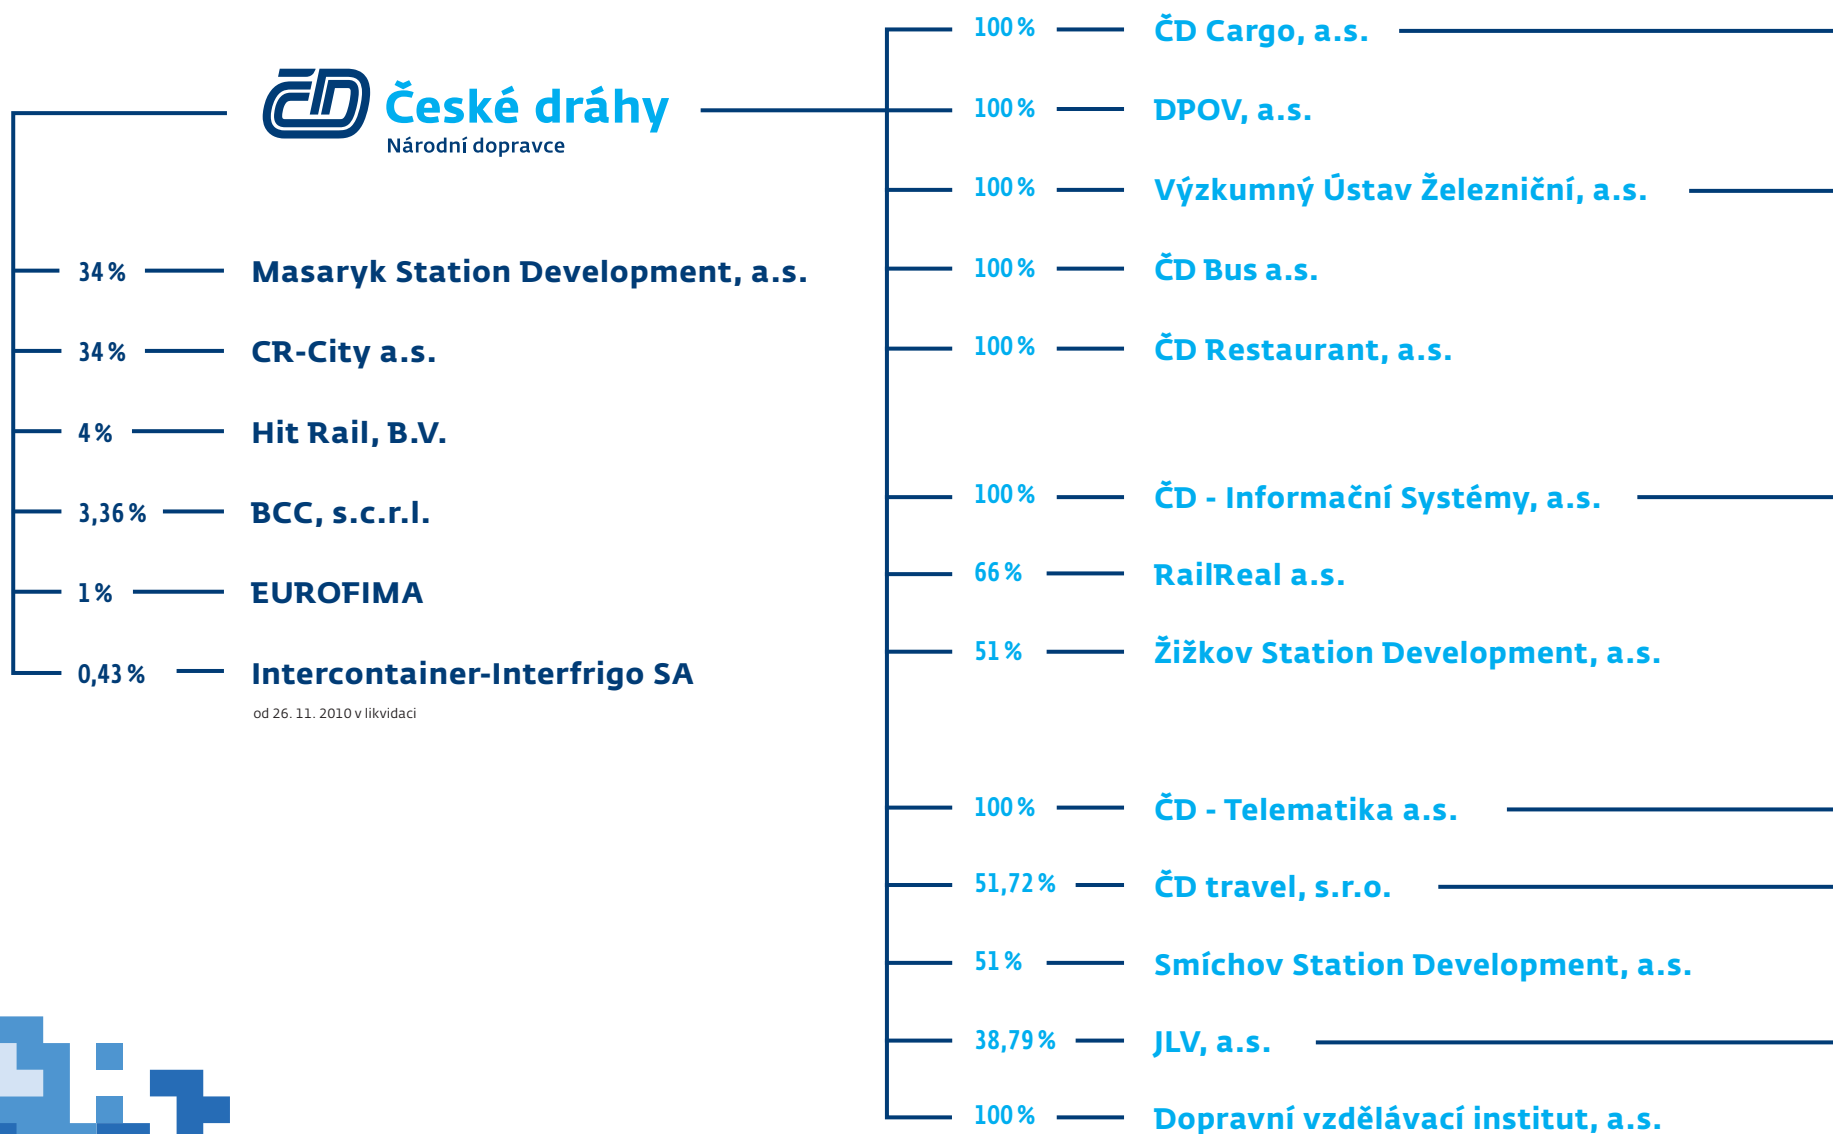 ČD České dráhy
Národní dopravce
34 % Masaryk Station Development, a.s.
34 % CR-City a.s.
4 % Hit Rail, B.V.
3,36 % BCC, s.c.r.l.
1 % EUROFIMA
0,43 % Intercontainer-Interfrigo SA
od 26. 11. 2010 v likvidaci
100 % ČD Cargo, a.s.
100 % DPOV, a.s.
100 % Výzkumný Ústav Železniční, a.s.
100 % ČD Bus a.s.
100 % ČD Restaurant, a.s.
100 % ČD - Informační Systémy, a.s.
66 % RailReal a.s.
51 % Žižkov Station Development, a.s.
100 % ČD - Telematika a.s.
51,72 % ČD travel, s.r.o.
51 % Smíchov Station Development, a.s.
38,79 % JLV, a.s.
100 % Dopravní vzdělávací institut, a.s.